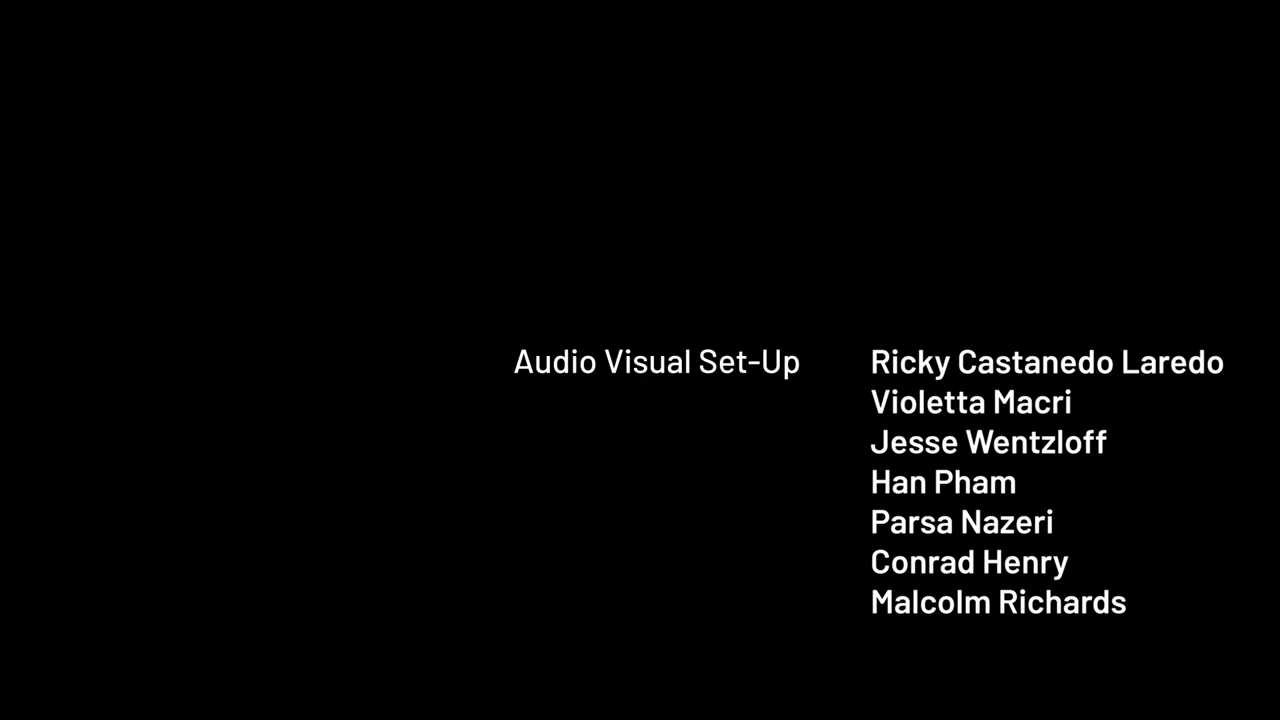 Audio Visual Set-Up Ricky Castanedo Laredo
Violetta Macri
Jesse Wentzloff
Han Pham
Parsa Nazeri
Conrad Henry
Malcolm Richards